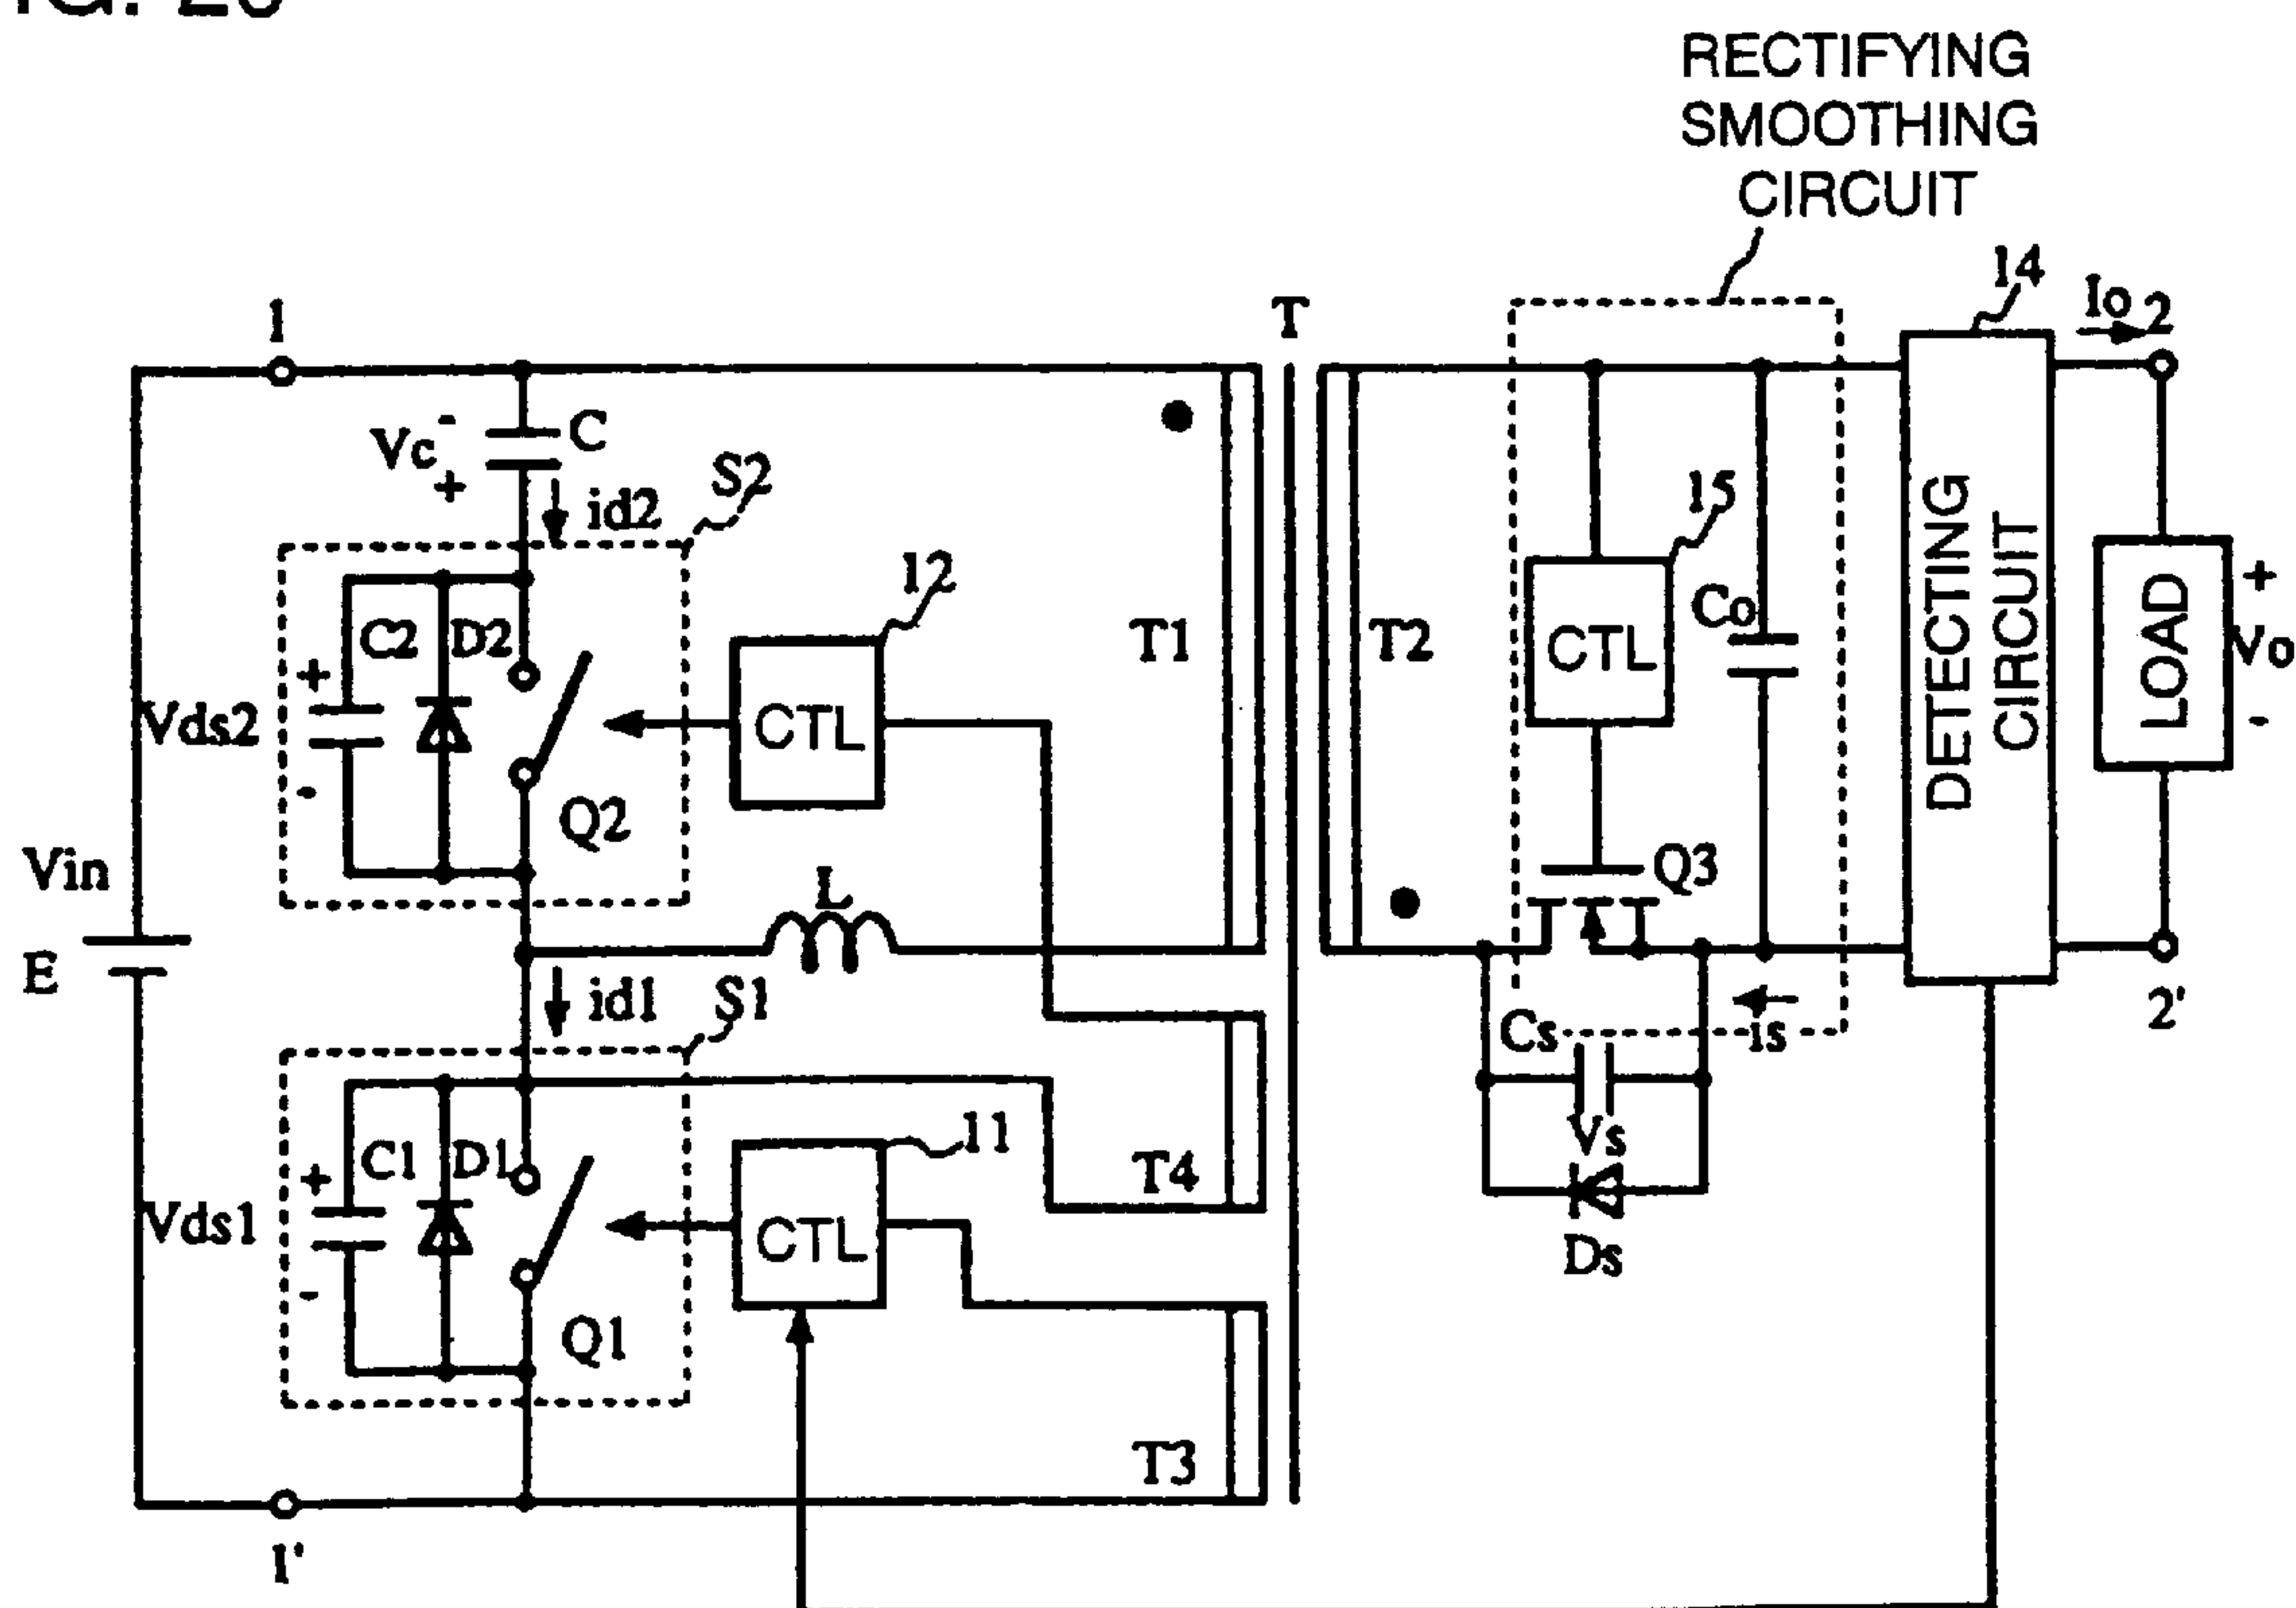 RECTIFYING
SMOOTHING
CIRCUIT
14
Io
2
1
T
Vc
-
+
C
id2
S2
12
15
C2
D2
+
Vds2
-
CTL
Q2
T1
T2
CTL
Co
DETECTING
CIRCUIT
LOAD
+
Vo
-
Q3
Vin
E
L
id1
S1
11
Cs
is
2'
Vs
Ds
C1
D1
+
Vds1
-
CTL
Q1
T4
T3
1'